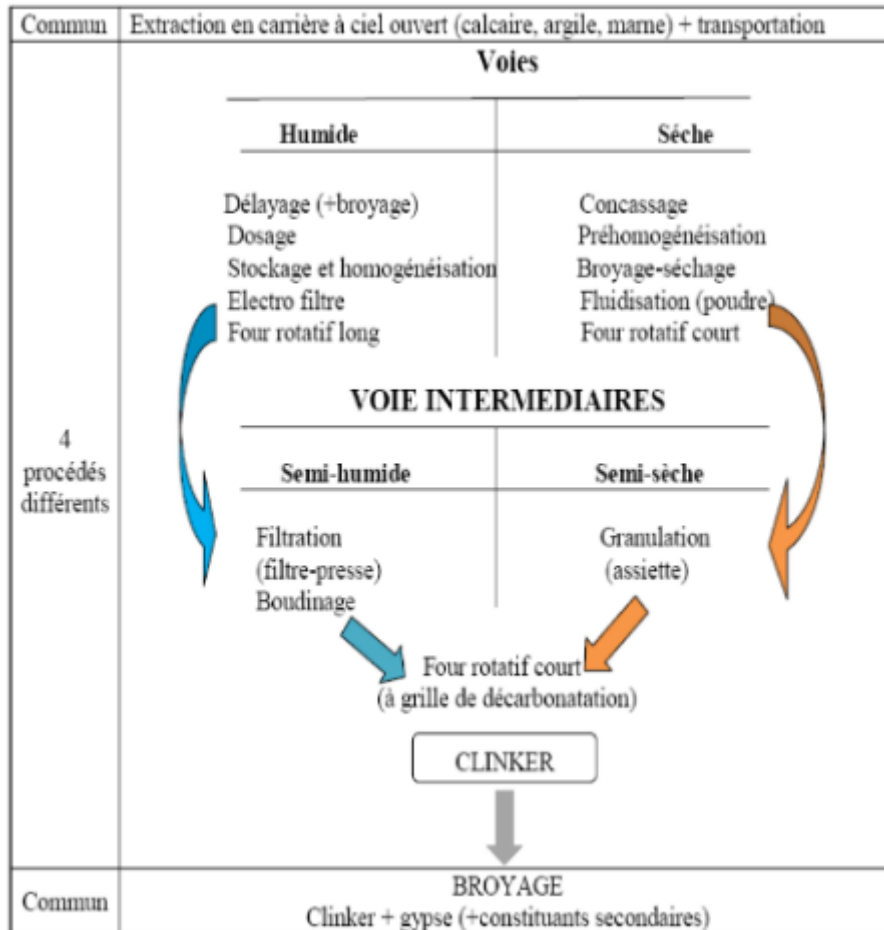 Commun
Extraction en carrière à ciel ouvert (calcaire, argile, marne) + transportation
Voies
Humide
Séche
Délayage (+broyage)
Dosage
Stockage et homogénéisation
Electro filtre
Four rotatif long
Concassage
Préhomogénéisation
Broyage-séchage
Fluidisation (poudre)
Four rotatif court
VOIE INTERMEDIAIRES
4
procédés
différents
Semi-humide
Semi-sèche
Filtration
(filtre-presse)
Boudinage
Granulation
(assiette)
Four rotatif court
(à grille de décarbonatation)
CLINKER
Commun
BROYAGE
Clinker + gypse (+constituants secondaires)